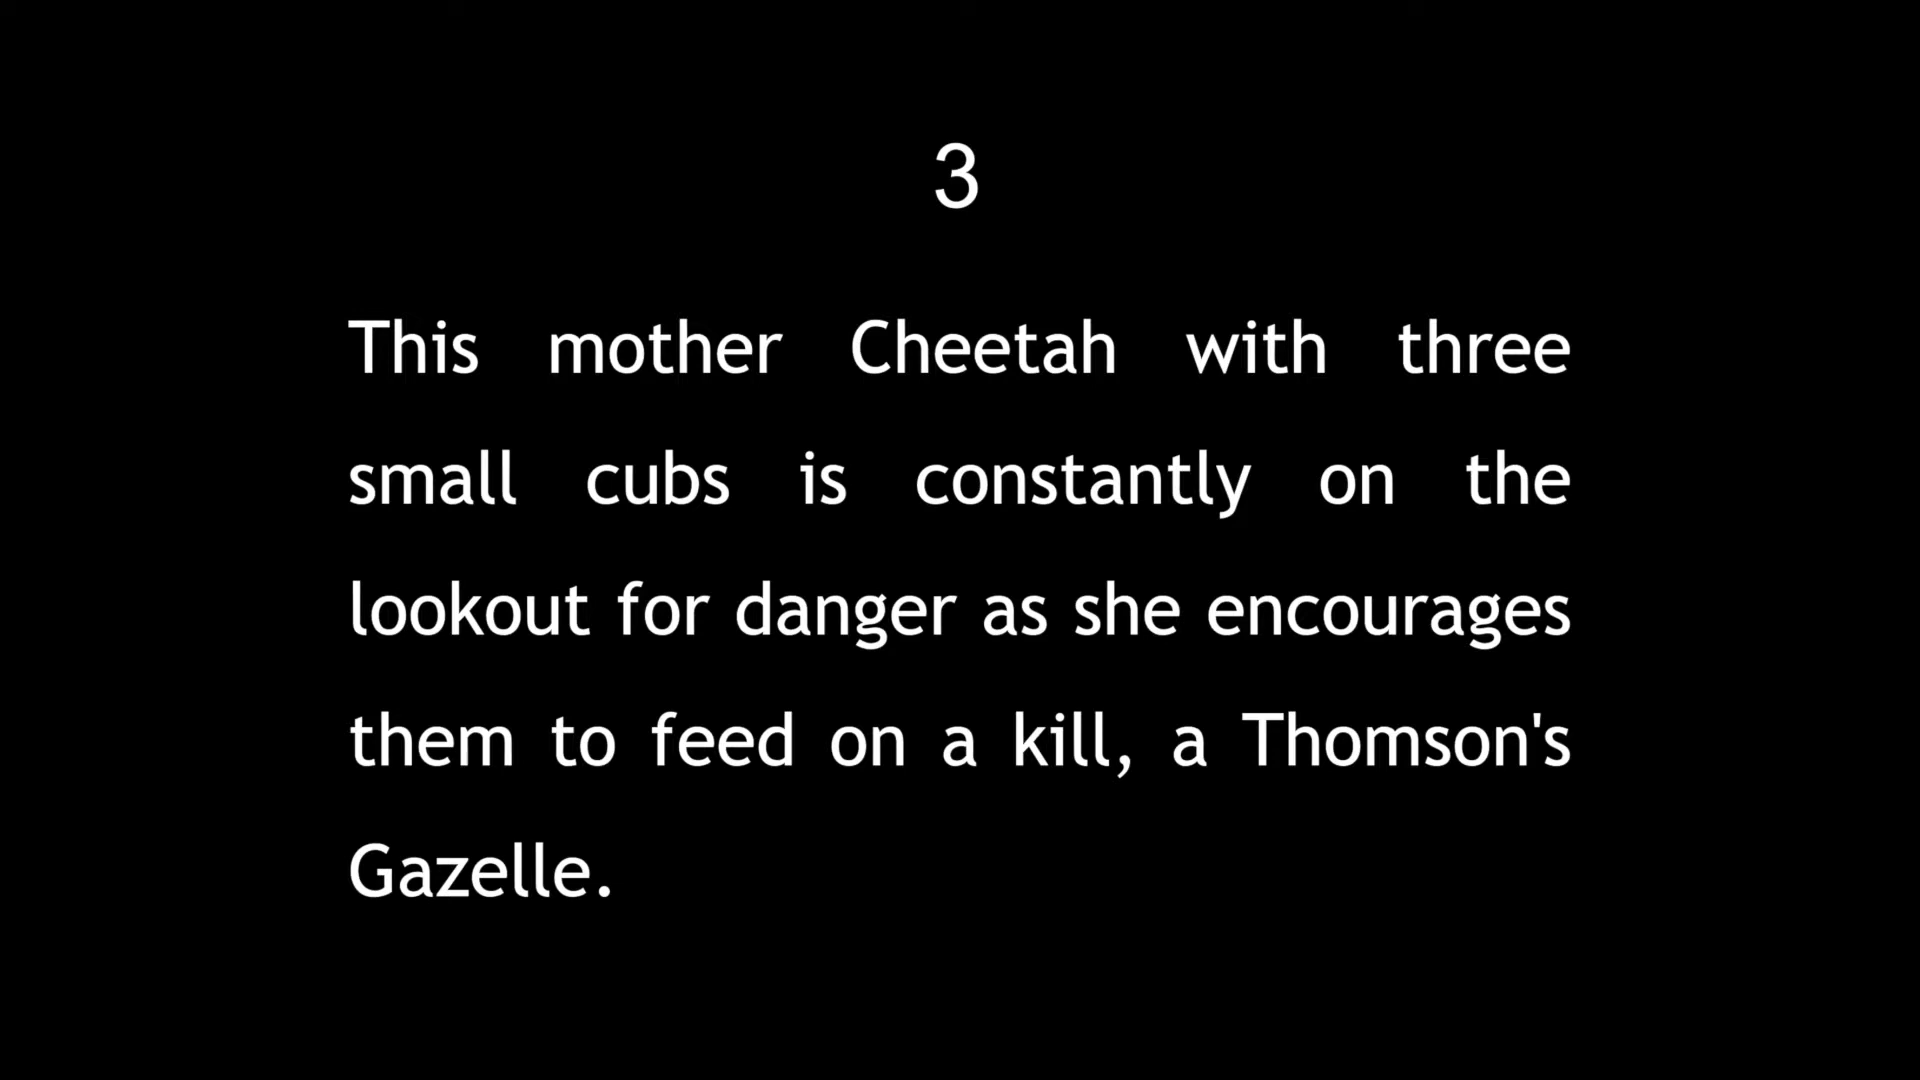 3
This mother Cheetah with three
small cubs is constantly on the
lookout for danger as she encourages
them to feed on a kill, a Thomson's
Gazelle.